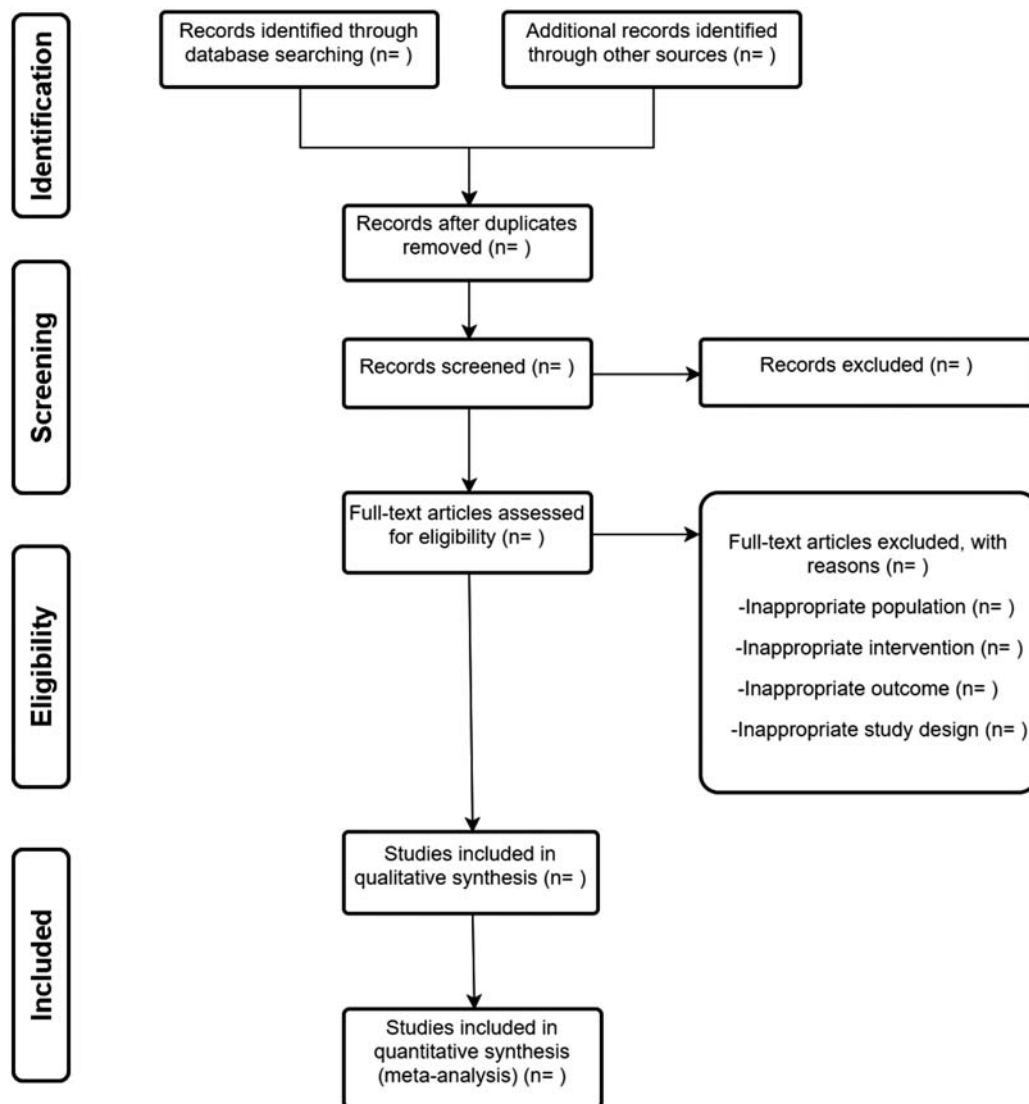 Identification
Records identified through
database searching (n= )
Additional records identified
through other sources (n= )
Records after duplicates
removed (n= )
Screening
Records screened (n= )
Records excluded (n= )
Eligibility
Full-text articles assessed
for eligibility (n= )
Full-text articles excluded, with
reasons (n= )
-Inappropriate population (n= )
-Inappropriate intervention (n= )
-Inappropriate outcome (n= )
-Inappropriate study design (n= )
Included
Studies included in
qualitative synthesis (n= )
Studies included in
quantitative synthesis
(meta-analysis) (n= )